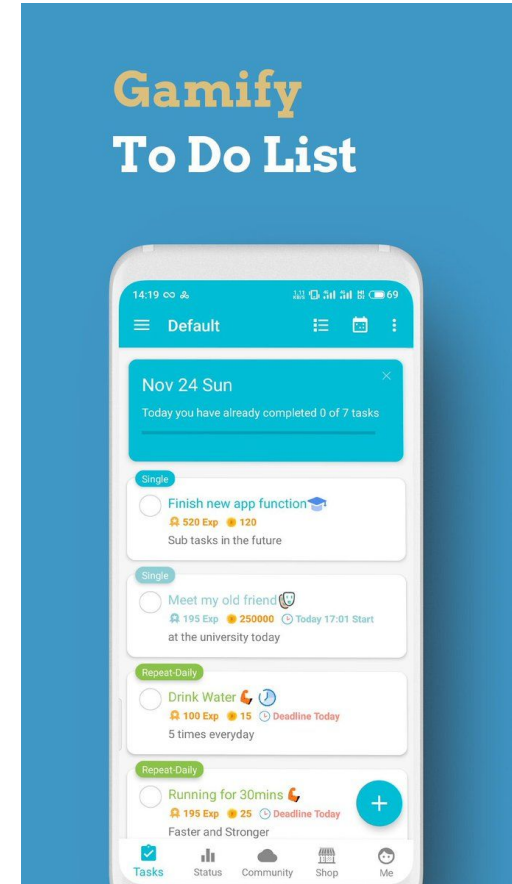 Gamify
To Do List
14:19
69
Default
Nov 24 Sun
Today you have already completed 0 of 7 tasks
Single
Finish new app function
520 Exp 120
Sub tasks in the future
Single
Meet my old friend
195 Exp 250000 Today 17:01 Start
at the university today
Repeat-Daily
Drink Water
100 Exp 15 Deadline Today
5 times everyday
Repeat-Daily
Running for 30mins
195 Exp 25 Deadline Today
Faster and Stronger
+
Tasks Status Community Shop Me